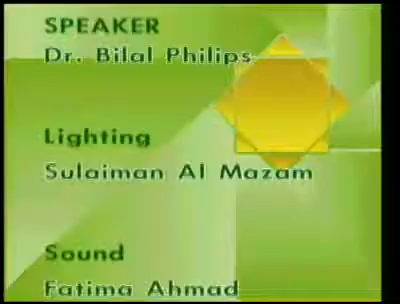 SPEAKER
Dr. Bilal Philips
Lighting
Sulaiman Al Mazam
Sound
Fatima Ahmad